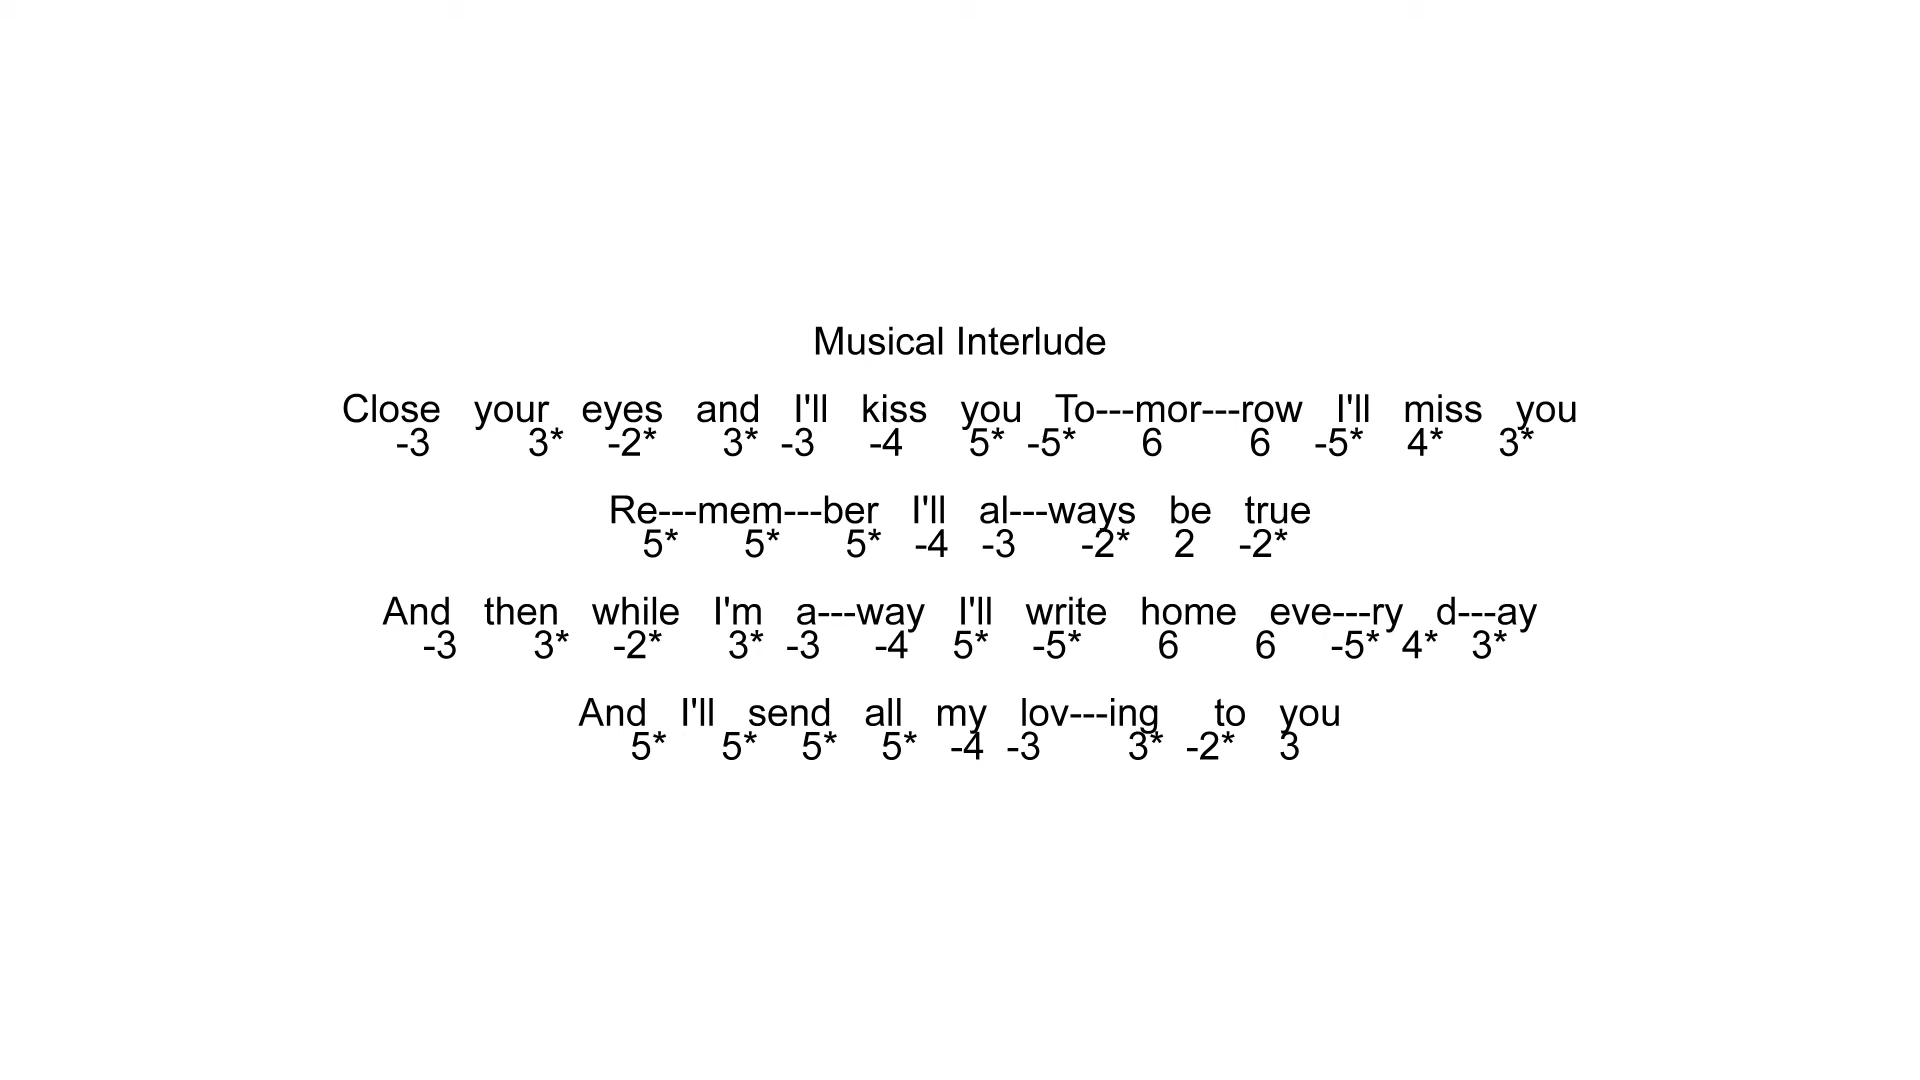 Musical Interlude
Close your eyes and I'll kiss you To---mor---row I'll miss you
-3 3* -2* 3* -3 -4 5* -5* 6 6 -5* 4* 3*
Re---mem---ber I'll al---ways be true
5* 5* 5* -4 -3 -2* 2 -2*
And then while I'm a---way I'll write home eve---ry d---ay
-3 3* -2* 3* -3 -4 5* -5* 6 6 -5* 4* 3*
And I'll send all my lov---ing to you
5* 5* 5* 5* -4 -3 3* -2* 3